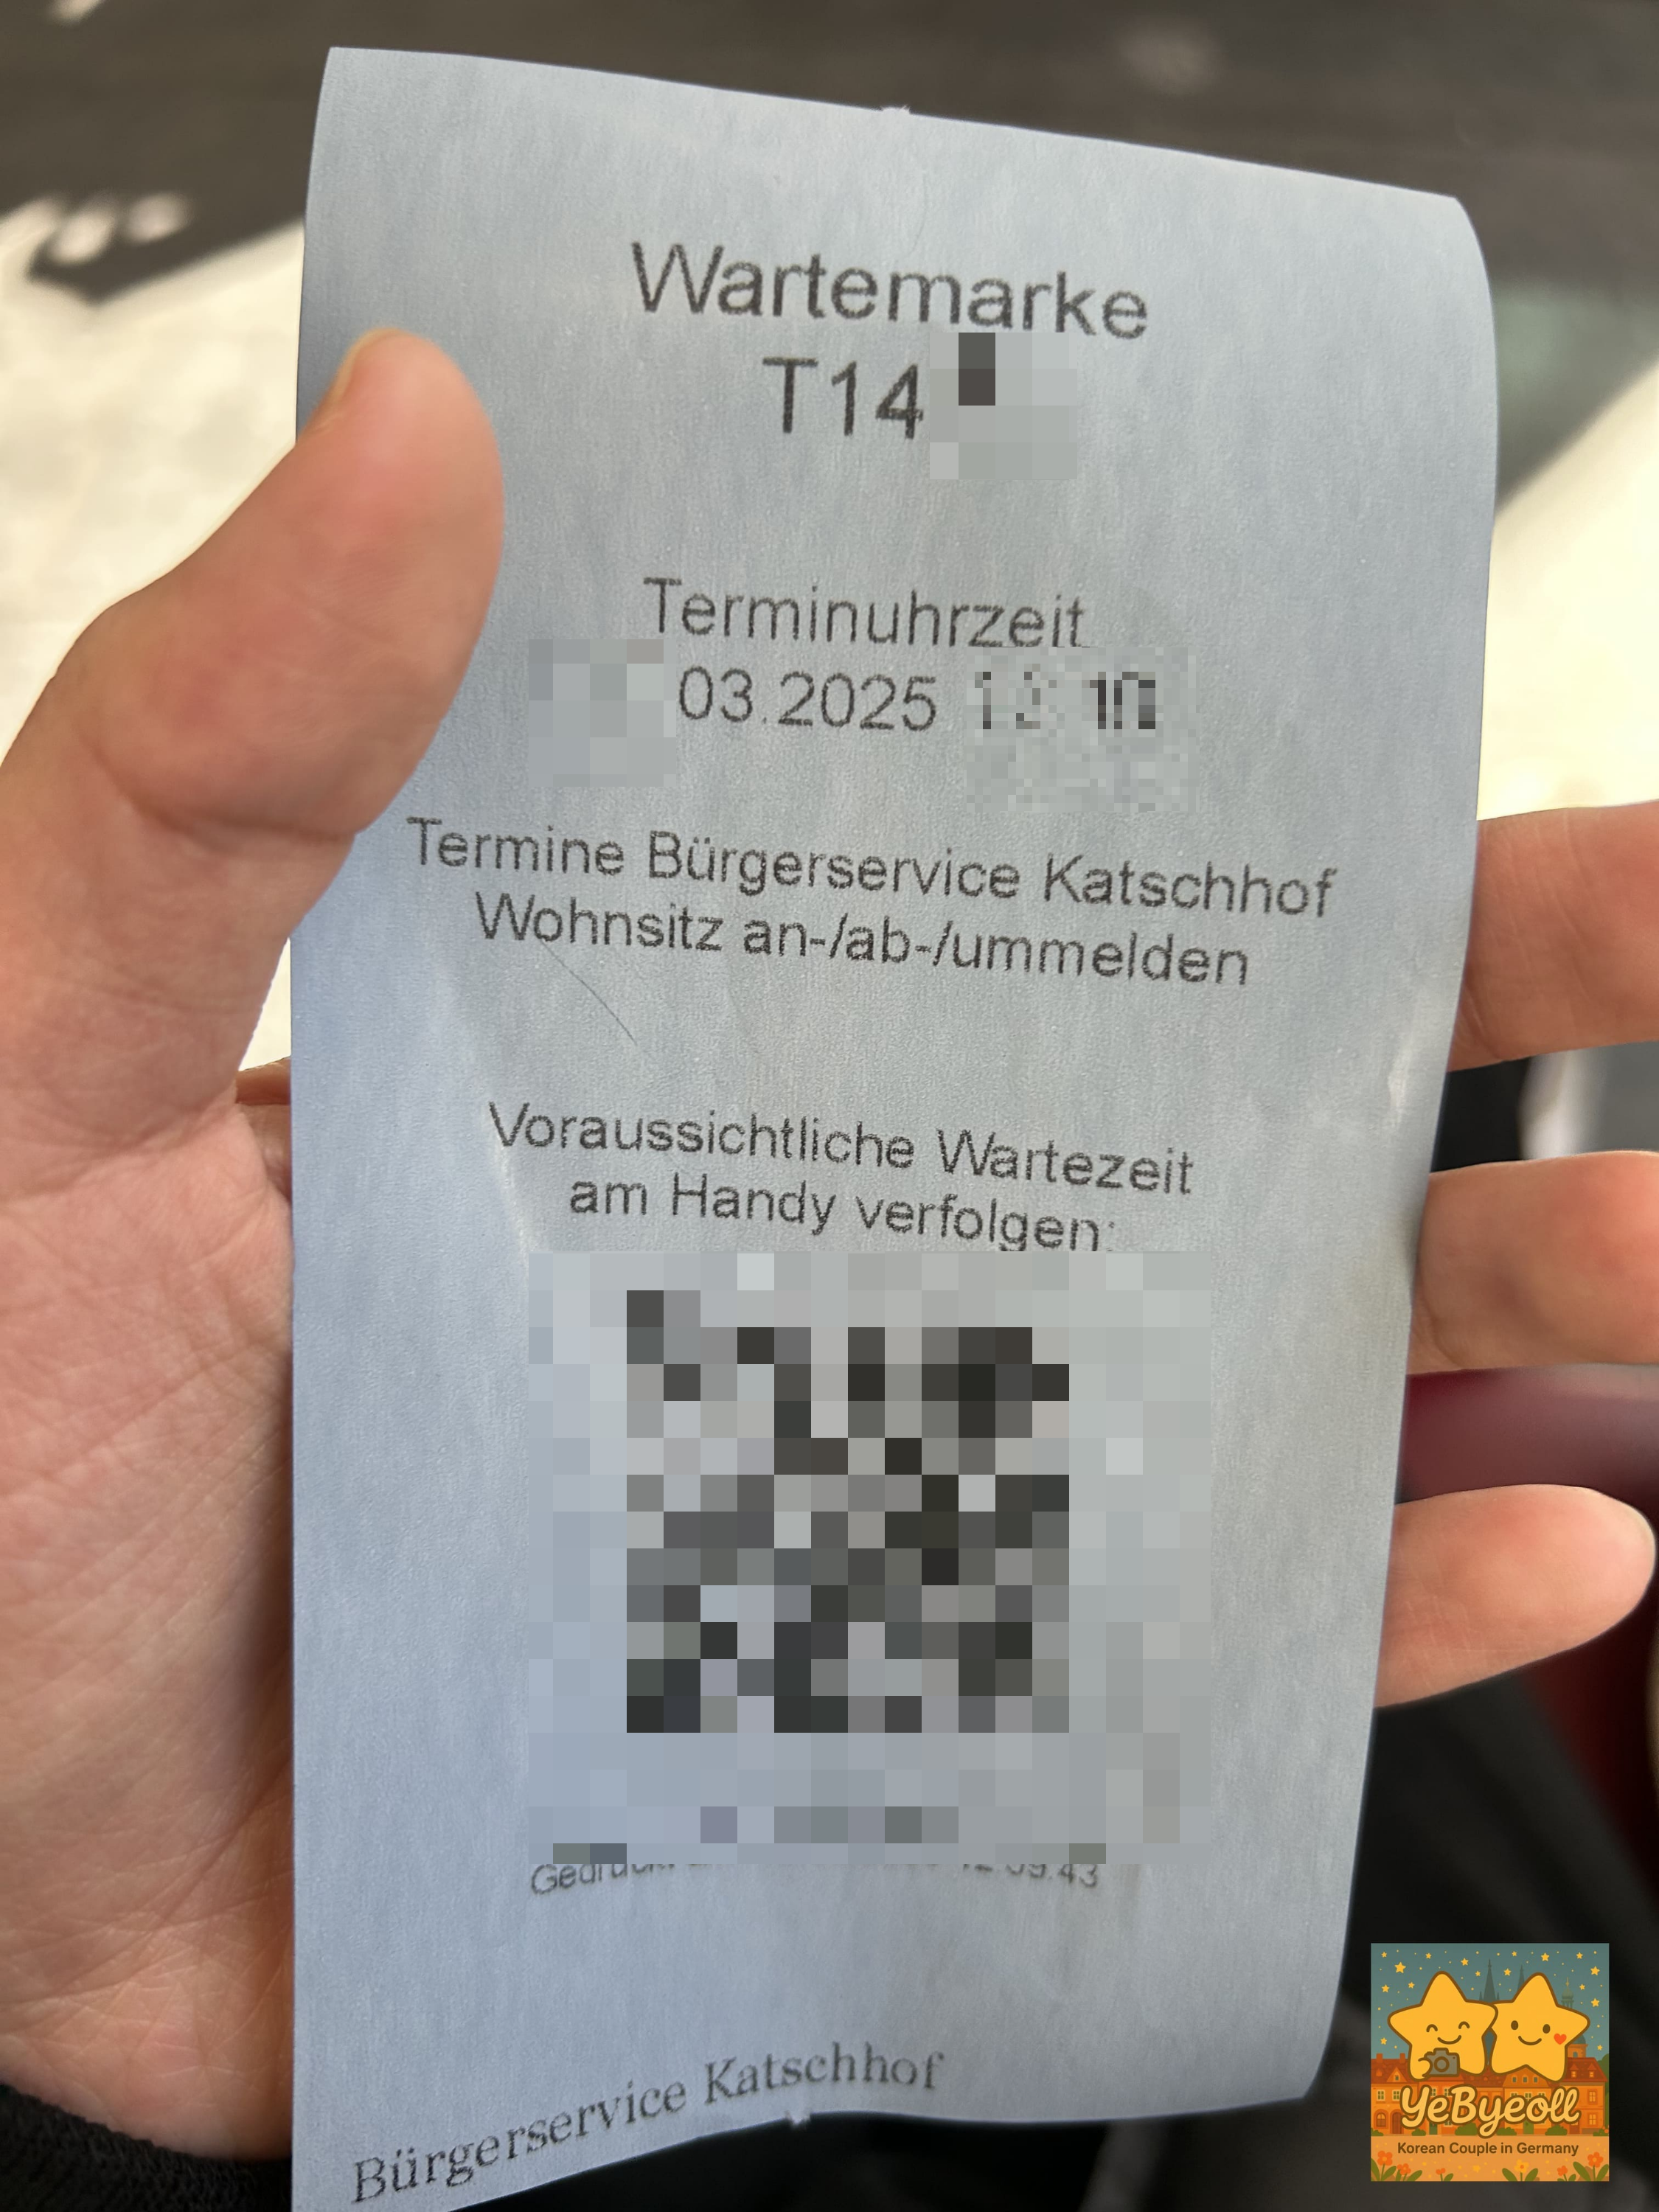 Wartemarke
T14
Terminuhrzeit
03.2025
Termine Bürgerservice Katschhof
Wohnsitz an-/ab-/ummelden
Voraussichtliche Wartezeit
am Handy verfolgen:
Bürgerservice Katschhof
YeByeoll
Korean Couple in Germany